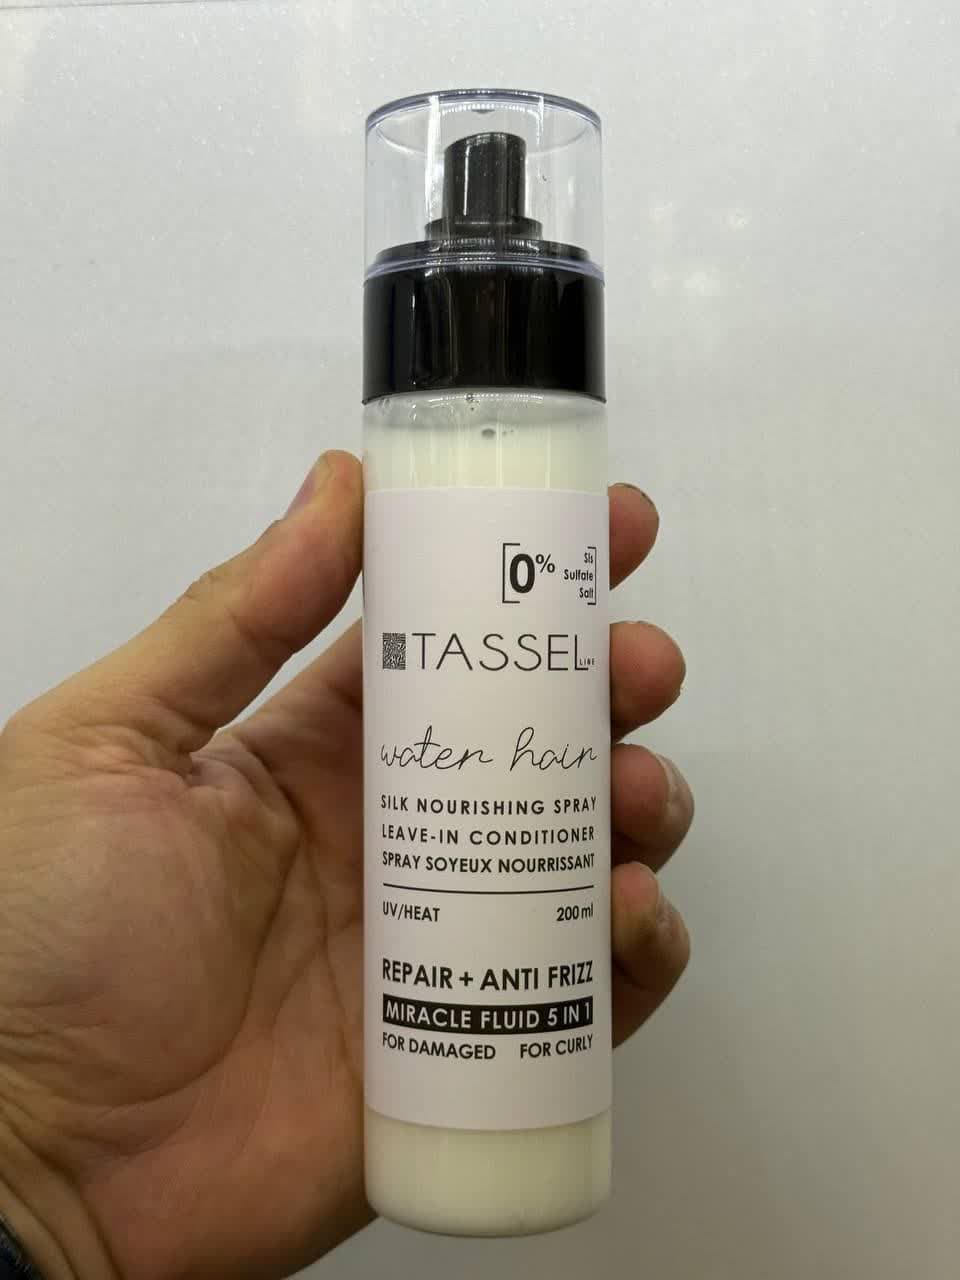 0% Sls
Sulfate
Salt
TASSEL LINE
water hair
SILK NOURISHING SPRAY
LEAVE-IN CONDITIONER
SPRAY SOYEUX NOURRISSANT
UV/HEAT 200 ml
REPAIR + ANTI FRIZZ
MIRACLE FLUID 5 IN 1
FOR DAMAGED FOR CURLY